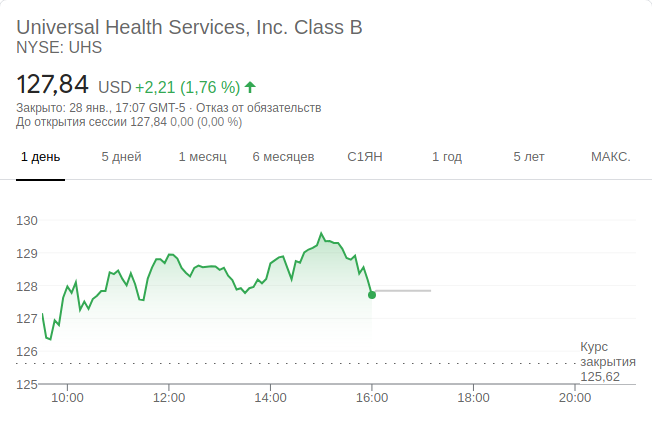 Universal Health Services, Inc. Class B
NYSE: UHS
127,84 USD +2,21 (1,76 %)
Закрыто: 28 янв., 17:07 GMT-5 · Отказ от обязательств
До открытия сессии 127,84 0,00 (0,00 %)
1 день 5 дней 1 месяц 6 месяцев С1ЯН 1 год 5 лет МАКС.
130
129
128
127
126
125
Курс
закрытия
125,62
10:00 12:00 14:00 16:00 18:00 20:00